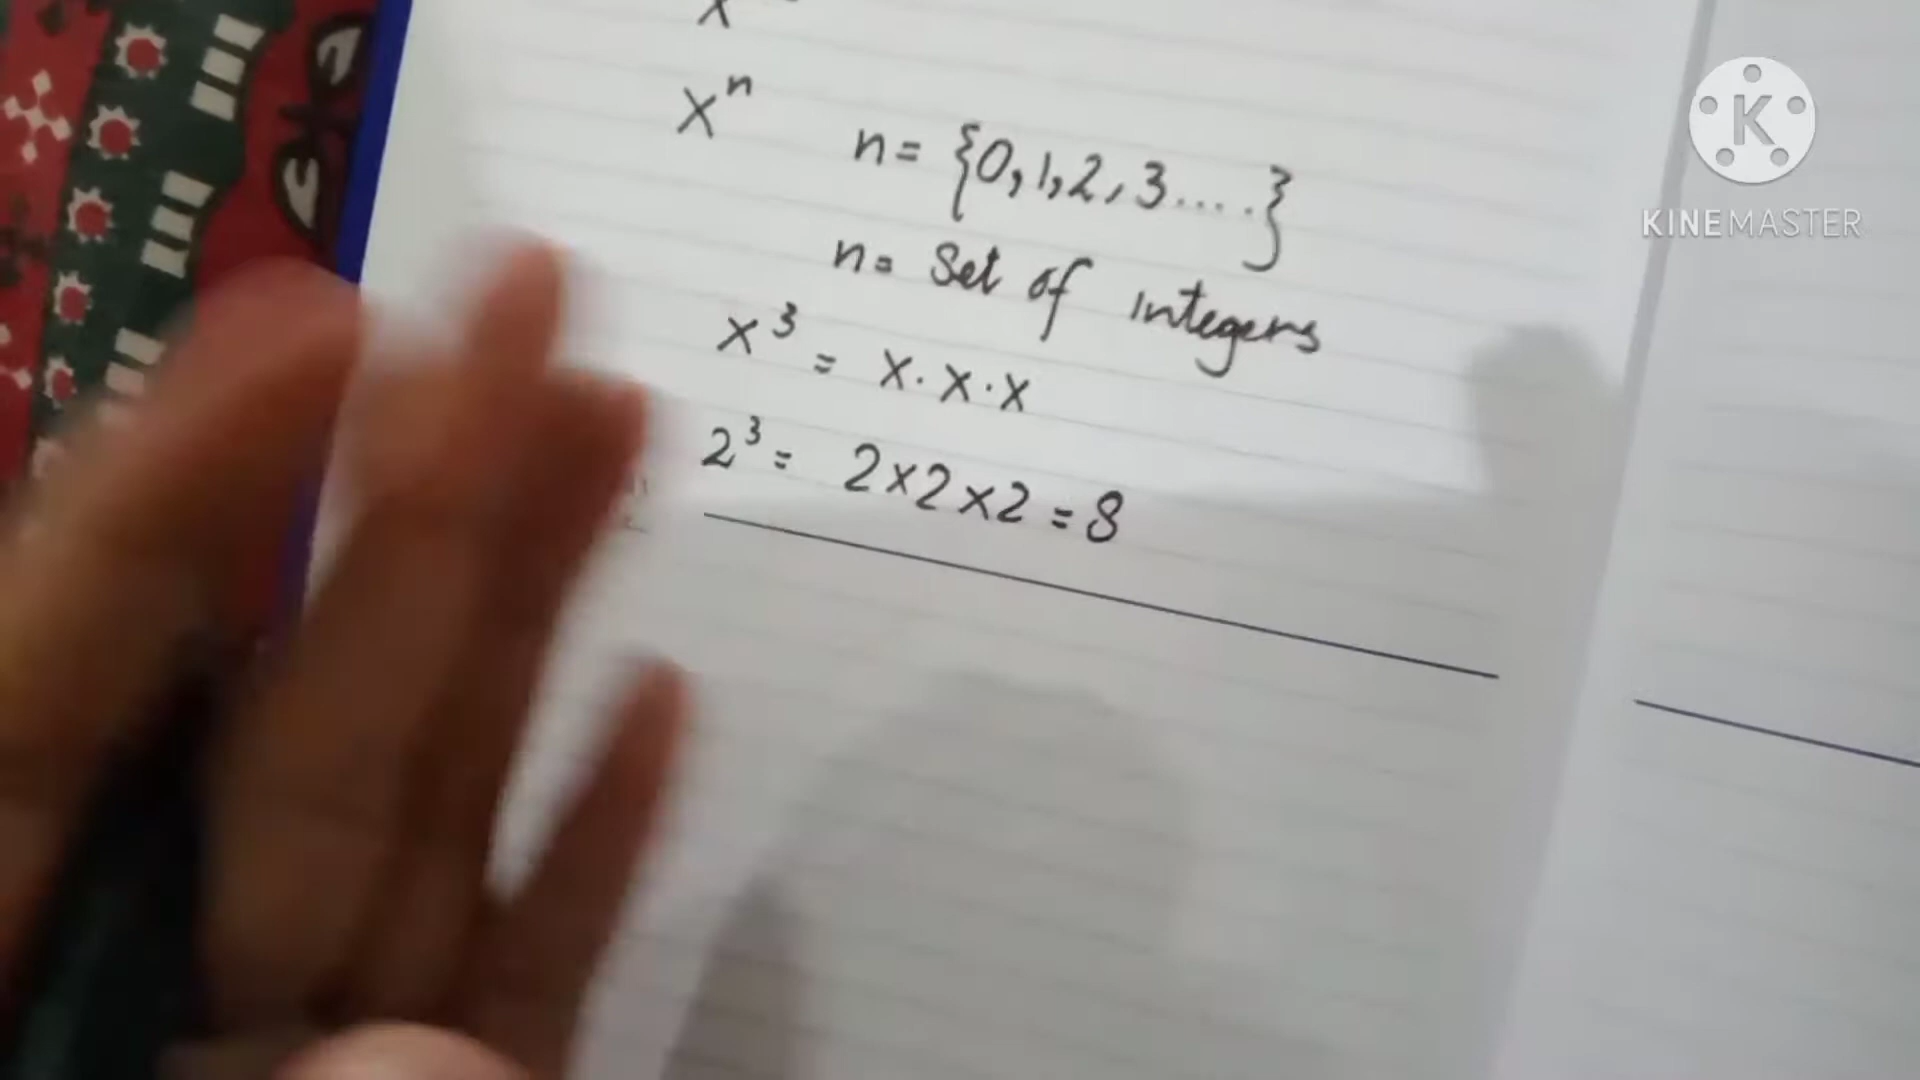 x
xⁿ
n = {0, 1, 2, 3 .....}
n = Set of integers
x³ = x · x · x
2³ = 2 × 2 × 2 = 8
K
KINEMASTER